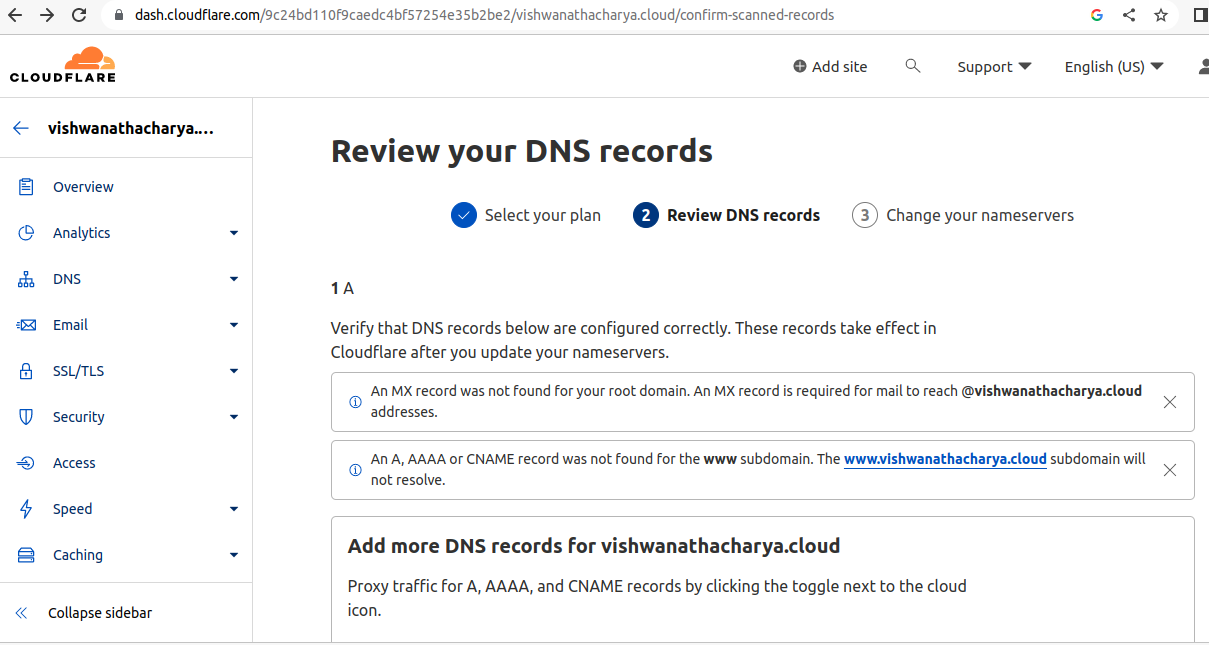 dash.cloudflare.com/9c24bd110f9caedc4bf57254e35b2be2/vishwanathacharya.cloud/confirm-scanned-records
CLOUDFLARE
Add site
Support
English (US)
vishwanathacharya....
Overview
Analytics
DNS
Email
SSL/TLS
Security
Access
Speed
Caching
Collapse sidebar
Review your DNS records
Select your plan
2 Review DNS records
3 Change your nameservers
1 A
Verify that DNS records below are configured correctly. These records take effect in
Cloudflare after you update your nameservers.
An MX record was not found for your root domain. An MX record is required for mail to reach @vishwanathacharya.cloud
addresses.
An A, AAAA or CNAME record was not found for the www subdomain. The www.vishwanathacharya.cloud subdomain will
not resolve.
Add more DNS records for vishwanathacharya.cloud
Proxy traffic for A, AAAA, and CNAME records by clicking the toggle next to the cloud
icon.